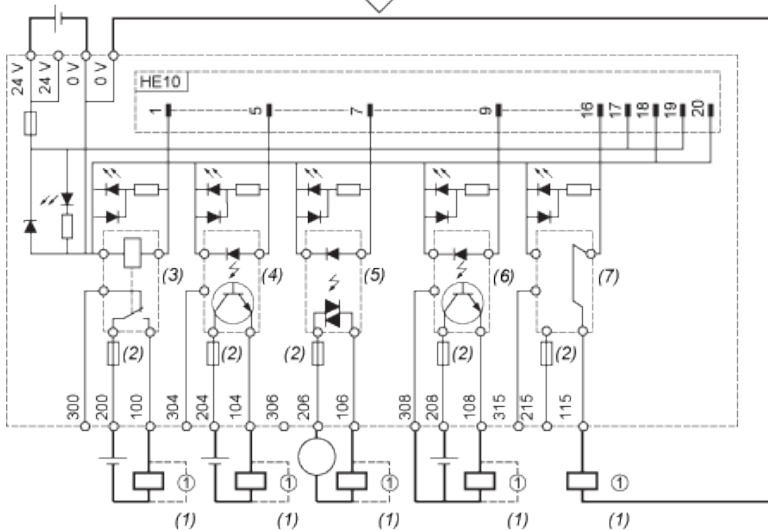 24 V 24 V 0 V 0 V
HE10
1 5 7 9 16 17 18 19 20
(3) (4) (5) (6) (7)
(2) (2) (2) (2) (2)
300 200 100 304 204 104 306 206 106 308 208 108 315 215 115
① ① ① ① ①
(1) (1) (1) (1) (1)